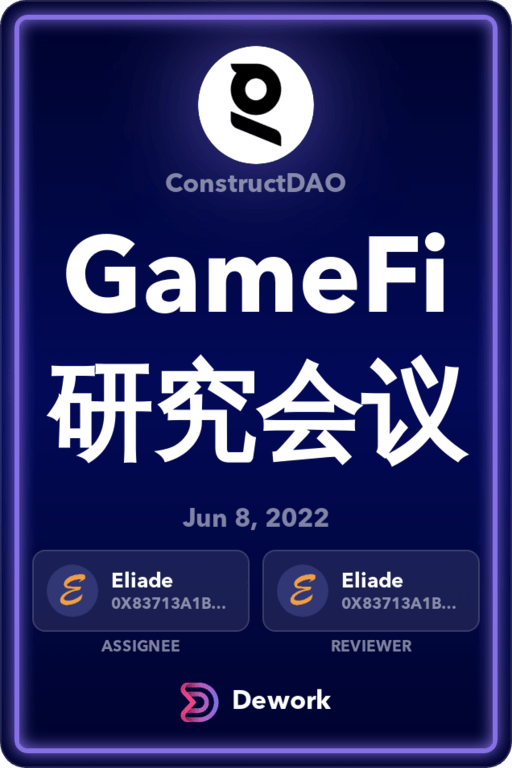 ConstructDAO
GameFi
研究会议
Jun 8, 2022
Eliade
0X83713A1B...
ASSIGNEE
Eliade
0X83713A1B...
REVIEWER
Dework